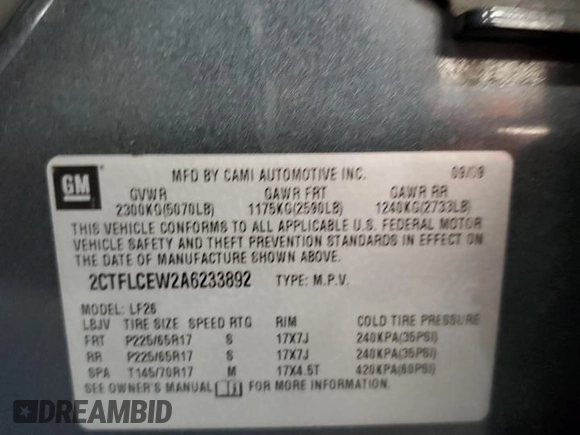 GM
MFD BY CAMI AUTOMOTIVE INC. 09/09
GVWR GAWR FRT GAWR RR
2300KG(5070LB) 1175KG(2590LB) 1240KG(2733LB)
THIS VEHICLE CONFORMS TO ALL APPLICABLE U.S. FEDERAL MOTOR
VEHICLE SAFETY AND THEFT PREVENTION STANDARDS IN EFFECT ON
THE DATE OF MANUFACTURE SHOWN ABOVE.
2CTFLCEW2A6233892 TYPE: M.P.V.
MODEL: LF26
LBJV TIRE SIZE SPEED RTG RIM COLD TIRE PRESSURE
FRT P225/65R17 S 17X7J 240KPA(35PSI)
RR P225/65R17 S 17X7J 240KPA(35PSI)
SPA T145/70R17 M 17X4.5T 420KPA(60PSI)
SEE OWNER'S MANUAL FOR MORE INFORMATION.
DREAMBID